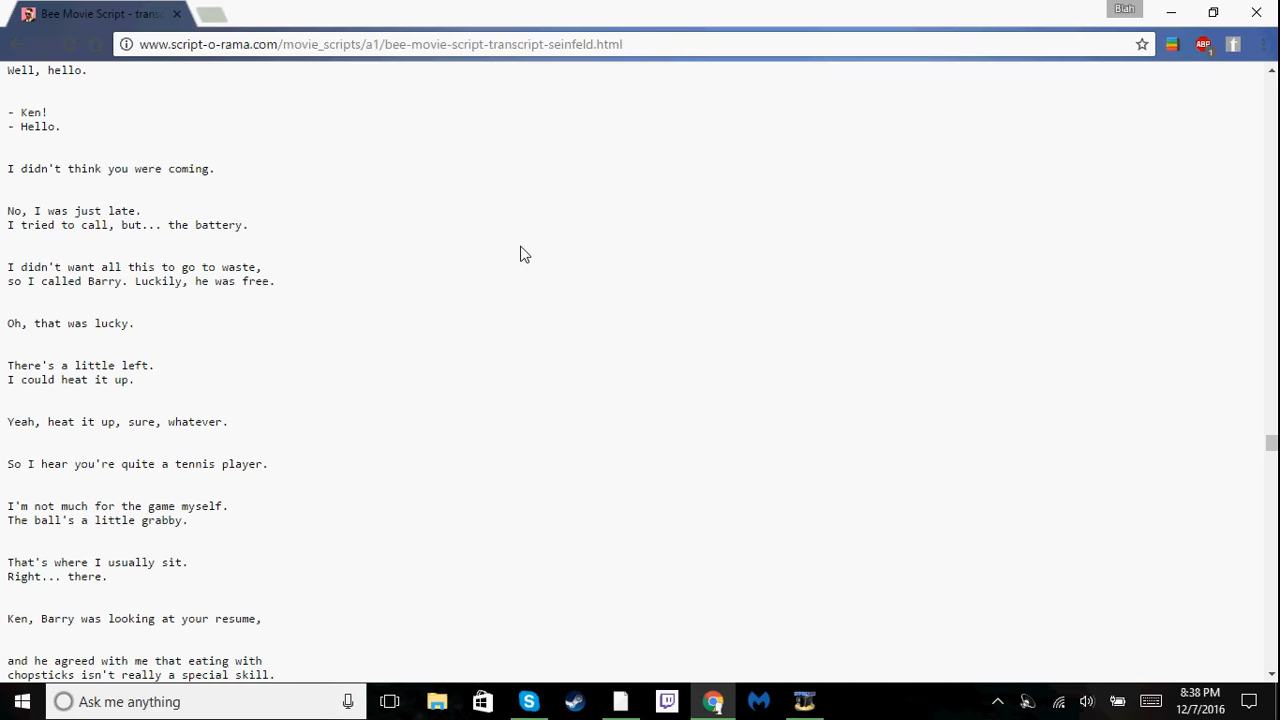 Bee Movie Script - transc
Blah
www.script-o-rama.com/movie_scripts/a1/bee-movie-script-transcript-seinfeld.html
ABP
1
f
Well, hello.
- Ken!
- Hello.
I didn't think you were coming.
No, I was just late.
I tried to call, but... the battery.
I didn't want all this to go to waste,
so I called Barry. Luckily, he was free.
Oh, that was lucky.
There's a little left.
I could heat it up.
Yeah, heat it up, sure, whatever.
So I hear you're quite a tennis player.
I'm not much for the game myself.
The ball's a little grabby.
That's where I usually sit.
Right... there.
Ken, Barry was looking at your resume,
and he agreed with me that eating with
chopsticks isn't really a special skill.
Ask me anything
8:38 PM
12/7/2016